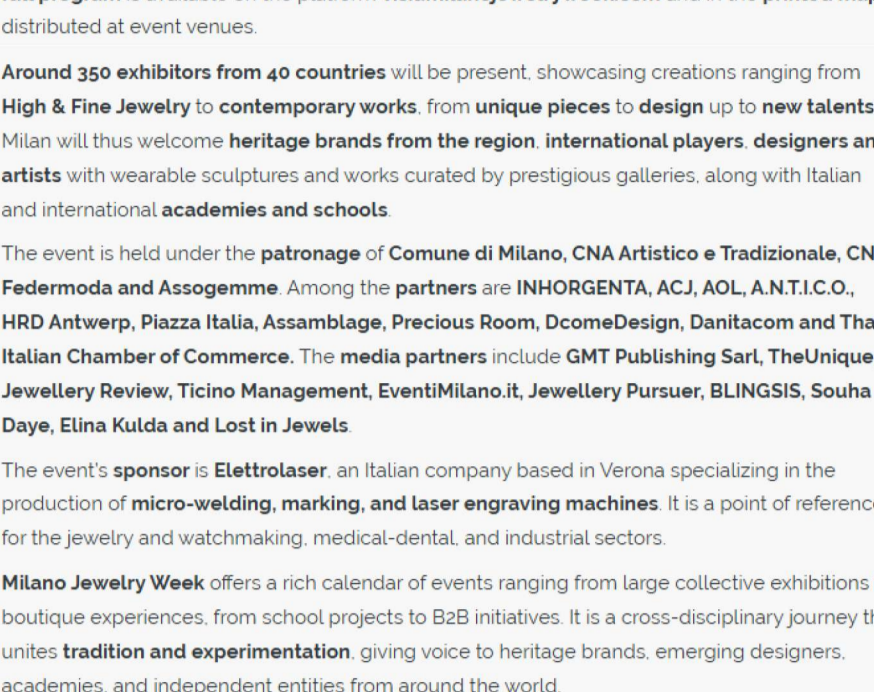 distributed at event venues.
Around 350 exhibitors from 40 countries will be present, showcasing creations ranging from
High & Fine Jewelry to contemporary works, from unique pieces to design up to new talents
Milan will thus welcome heritage brands from the region, international players, designers an
artists with wearable sculptures and works curated by prestigious galleries, along with Italian
and international academies and schools.
The event is held under the patronage of Comune di Milano, CNA Artistico e Tradizionale, CN
Federmoda and Assogemme. Among the partners are INHORGENTA, ACJ, AOL, A.N.T.I.C.O.,
HRD Antwerp, Piazza Italia, Assamblage, Precious Room, DcomeDesign, Danitacom and Tha
Italian Chamber of Commerce. The media partners include GMT Publishing Sarl, TheUnique
Jewellery Review, Ticino Management, EventiMilano.it, Jewellery Pursuer, BLINGSIS, Souha
Daye, Elina Kulda and Lost in Jewels.
The event's sponsor is Elettrolaser, an Italian company based in Verona specializing in the
production of micro-welding, marking, and laser engraving machines. It is a point of reference
for the jewelry and watchmaking, medical-dental, and industrial sectors.
Milano Jewelry Week offers a rich calendar of events ranging from large collective exhibitions
boutique experiences, from school projects to B2B initiatives. It is a cross-disciplinary journey th
unites tradition and experimentation, giving voice to heritage brands, emerging designers,
academies, and independent entities from around the world.